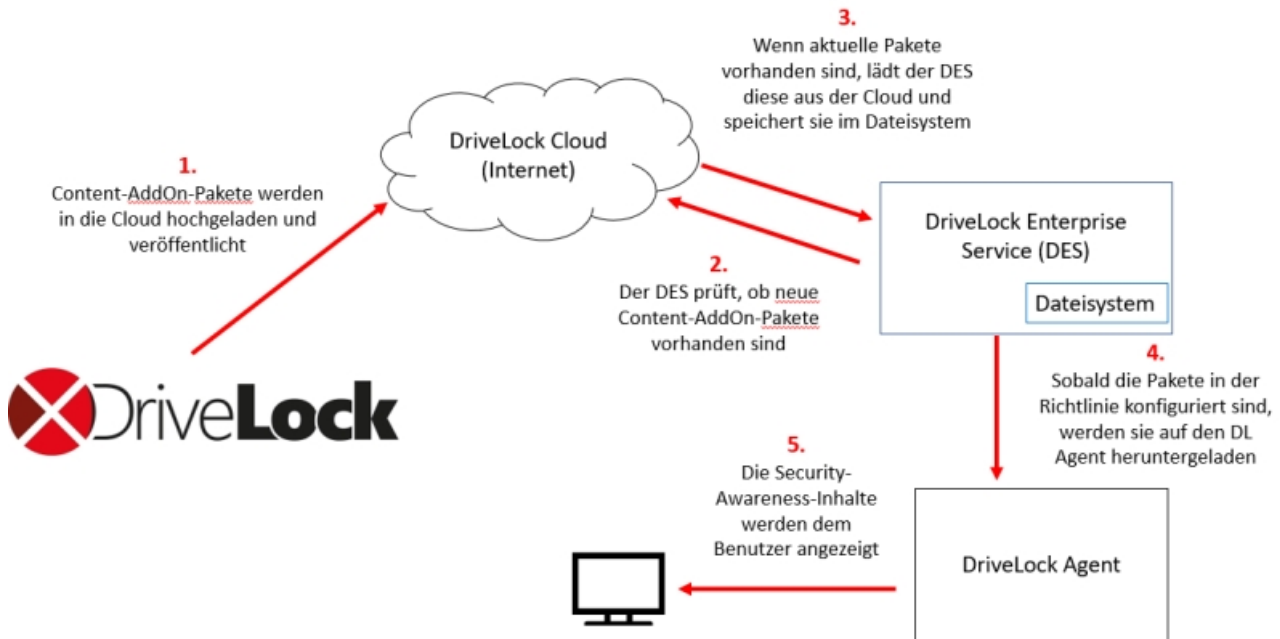 3.
Wenn aktuelle Pakete
vorhanden sind, lädt der DES
diese aus der Cloud und
speichert sie im Dateisystem
DriveLock Cloud
(Internet)
1.
Content-AddOn-Pakete werden
in die Cloud hochgeladen und
veröffentlicht
DriveLock Enterprise
Service (DES)
Dateisystem
2.
Der DES prüft, ob neue
Content-AddOn-Pakete
vorhanden sind
4.
Sobald die Pakete in der
Richtlinie konfiguriert sind,
werden sie auf den DL
Agent heruntergeladen
DriveLock
5.
Die Security-
Awareness-Inhalte
werden dem
Benutzer angezeigt
DriveLock Agent